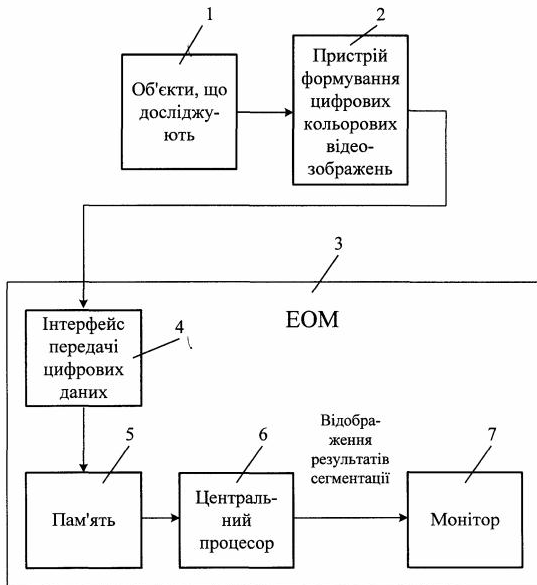 1
Об'єкти, що
досліджу-
ють
2
Пристрій
формування
цифрових
кольорових
відео-
зображень
3
ЕОМ
Інтерфейс
передачі
цифрових
даних
4
5
Пам'ять
6
Централь-
ний
процесор
Відобра-
ження
результатів
сегментації
7
Монітор